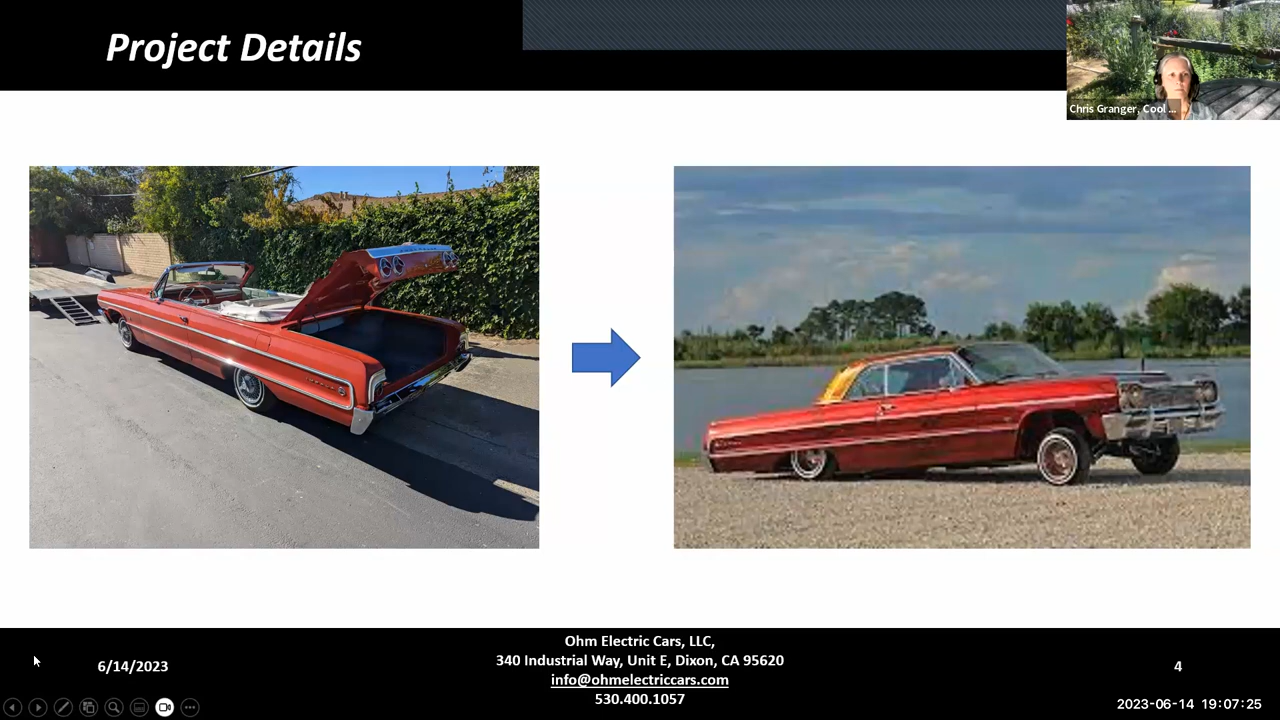 Project Details
Chris Granger, Cool ...
6/14/2023
Ohm Electric Cars, LLC,
340 Industrial Way, Unit E, Dixon, CA 95620
info@ohmelectriccars.com
530.400.1057
4
2023-06-14 19:07:25